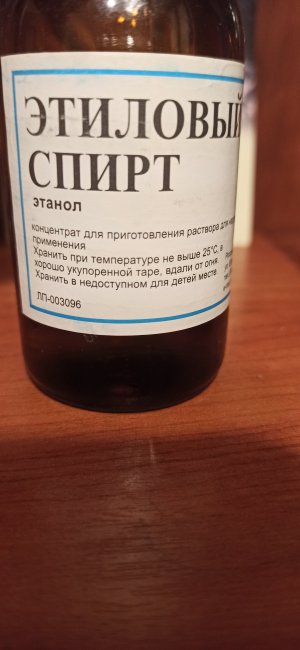 ЭТИЛОВЫЙ
СПИРТ
этанол
концентрат для приготовления раствора для
применения
Хранить при температуре не выше 25°С, в
хорошо укупоренной таре, вдали от огня.
Хранить в недоступном для детей месте.
ЛП-003096